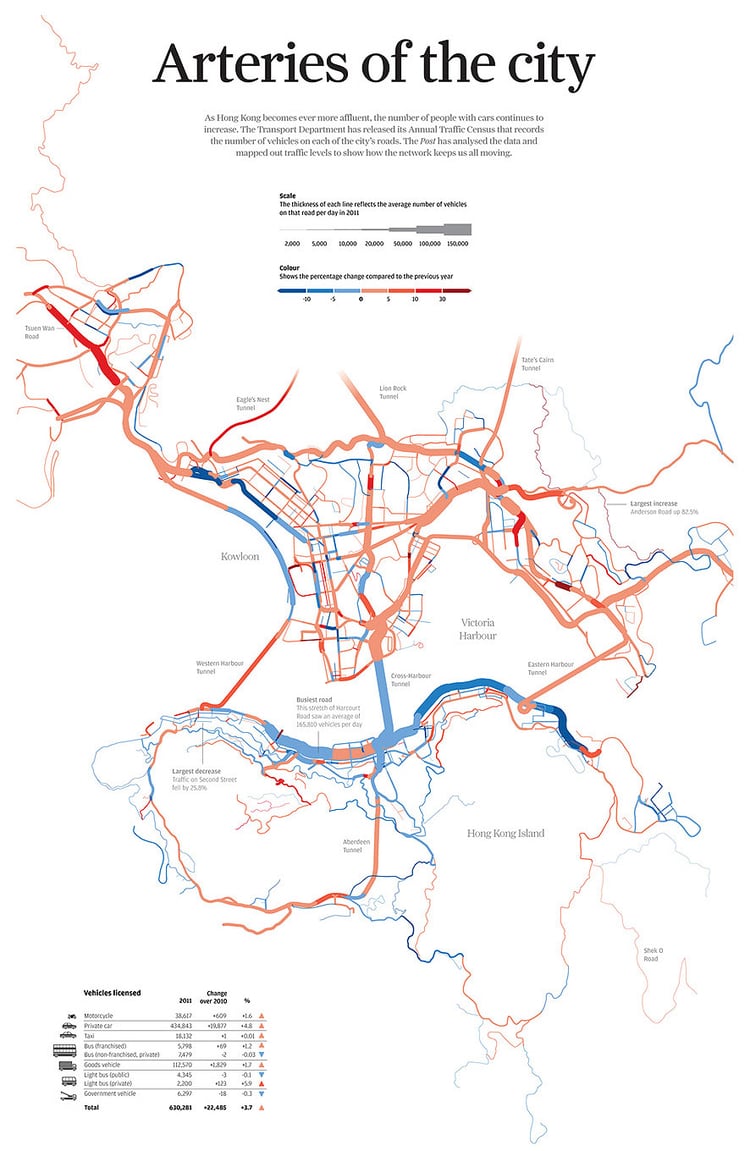 Arteries of the city
As Hong Kong becomes ever more affluent, the number of people with cars continues to
increase. The Transport Department has released its Annual Traffic Census that records
the number of vehicles on each of the city's roads. The Post has analysed the data and
mapped out traffic levels to show how the network keeps us all moving.
Scale
The thickness of each line reflects the average number of vehicles
on that road per day in 2011
2,000 5,000 10,000 20,000 50,000 100,000 150,000
Colour
Shows the percentage change compared to the previous year
-10 -5 0 5 10 30
Tsuen Wan
Road
Tate's Cairn
Tunnel
Lion Rock
Tunnel
Eagle's Nest
Tunnel
Largest increase
Anderson Road up 82.5%
Kowloon
Victoria
Harbour
Western Harbour
Tunnel
Cross-Harbour
Tunnel
Eastern Harbour
Tunnel
Busiest road
This stretch of Harcourt
Road saw an average of
165,810 vehicles per day
Largest decrease
Traffic on Second Street
fell by 25.8%
Aberdeen
Tunnel
Hong Kong Island
Shek O
Road
Vehicles licensed 2011 Change
over 2010 %
Motorcycle 38,617 +609 +1.6
Private car 434,843 +19,877 +4.8
Taxi 18,132 +1 +0.01
Bus (franchised) 5,798 +69 +1.2
Bus (non-franchised, private) 7,479 -2 -0.03
Goods vehicle 112,570 +1,829 +1.7
Light bus (public) 4,345 -3 -0.1
Light bus (private) 2,200 +123 +5.9
Government vehicle 6,297 -18 -0.3
Total 630,281 +22,485 +3.7